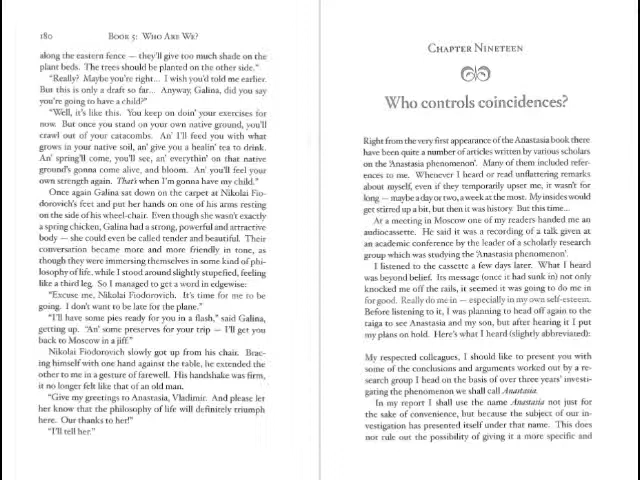 180 Book 5: Who Are We?
along the eastern fence — they'll give too much shade on the
plant beds. The trees should be planted on the other side."
"Really? Maybe you're right... I wish you'd told me earlier.
But this is only a draft so far... Anyway, Galina, did you say
you're going to have a child?"
"Well, it's like this. You keep on doin' your exercises for
now. But once you stand on your own native ground, you'll
crawl out of your catacombs. An' I'll feed you with what
grows in your native soil, an' give you a healin' tea to drink.
An' spring'll come, you'll see, an' everythin' on that native
ground's gonna come alive, and bloom. An' you'll feel your
own strength again. That's when I'm gonna have my child."
Once again Galina sat down on the carpet at Nikolai Fio-
dorovich's feet and put her hands on one of his arms resting
on the side of his wheel-chair. Even though she wasn't exactly
a spring chicken, Galina had a strong, powerful and attractive
body — she could even be called tender and beautiful. Their
conversation became more and more friendly in tone, as
though they were immersing themselves in some kind of phi-
losophy of life, while I stood around slightly stupefied, feeling
like a third leg. So I managed to get a word in edgewise:
"Excuse me, Nikolai Fiodorovich. It's time for me to be
going. I don't want to be late for the plane."
"I'll have some pies ready for you in a flash," said Galina,
getting up. "An' some preserves for your trip — I'll get you
back to Moscow in a jiff."
Nikolai Fiodorovich slowly got up from his chair. Brac-
ing himself with one hand against the table, he extended the
other to me in a gesture of farewell. His handshake was firm,
it no longer felt like that of an old man.
"Give my greetings to Anastasia, Vladimir. And please let
her know that the philosophy of life will definitely triumph
here. Our thanks to her!"
"I'll tell her."
Chapter Nineteen
Who controls coincidences?
Right from the very first appearance of the Anastasia book there
have been quite a number of articles written by various scholars
on the 'Anastasia phenomenon'. Many of them included refer-
ences to me. Whenever I heard or read unflattering remarks
about myself, even if they temporarily upset me, it wasn't for
long — maybe a day or two, a week at the most. My insides would
get stirred up a bit, but then it was history. But this time...
At a meeting in Moscow one of my readers handed me an
audiocassette. He said it was a recording of a talk given at
an academic conference by the leader of a scholarly research
group which was studying the 'Anastasia phenomenon'.
I listened to the cassette a few days later. What I heard
was beyond belief. Its message (once it had sunk in) not only
knocked me off the rails, it seemed it was going to do me in
for good. Really do me in — especially in my own self-esteem.
Before listening to it, I was planning to head off again to the
taiga to see Anastasia and my son, but after hearing it I put
my plans on hold. Here's what I heard (slightly abbreviated):
My respected colleagues, I should like to present you with
some of the conclusions and arguments worked out by a re-
search group I head on the basis of over three years' investi-
gating the phenomenon we shall call Anastasia.
In my report I shall use the name Anastasia not just for
the sake of convenience, but because the subject of our in-
vestigation has presented itself under that name. This does
not rule out the possibility of giving it a more specific and